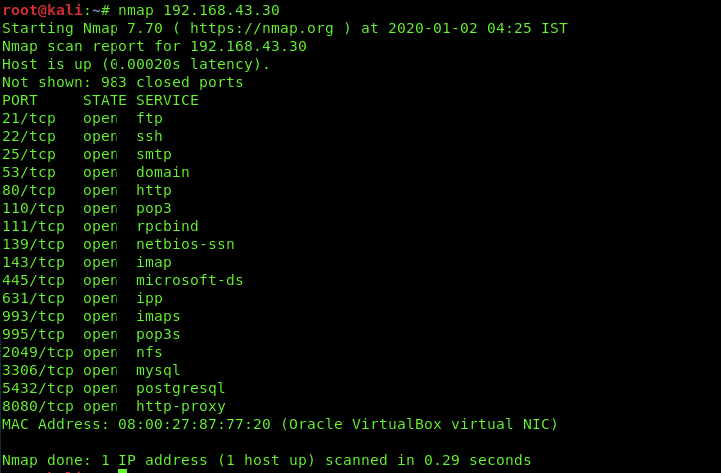 root@kali:~# nmap 192.168.43.30
Starting Nmap 7.70 ( https://nmap.org ) at 2020-01-02 04:25 IST
Nmap scan report for 192.168.43.30
Host is up (0.00020s latency).
Not shown: 983 closed ports
PORT     STATE SERVICE
21/tcp   open  ftp
22/tcp   open  ssh
25/tcp   open  smtp
53/tcp   open  domain
80/tcp   open  http
110/tcp  open  pop3
111/tcp  open  rpcbind
139/tcp  open  netbios-ssn
143/tcp  open  imap
445/tcp  open  microsoft-ds
631/tcp  open  ipp
993/tcp  open  imaps
995/tcp  open  pop3s
2049/tcp open  nfs
3306/tcp open  mysql
5432/tcp open  postgresql
8080/tcp open  http-proxy
MAC Address: 08:00:27:87:77:20 (Oracle VirtualBox virtual NIC)

Nmap done: 1 IP address (1 host up) scanned in 0.29 seconds